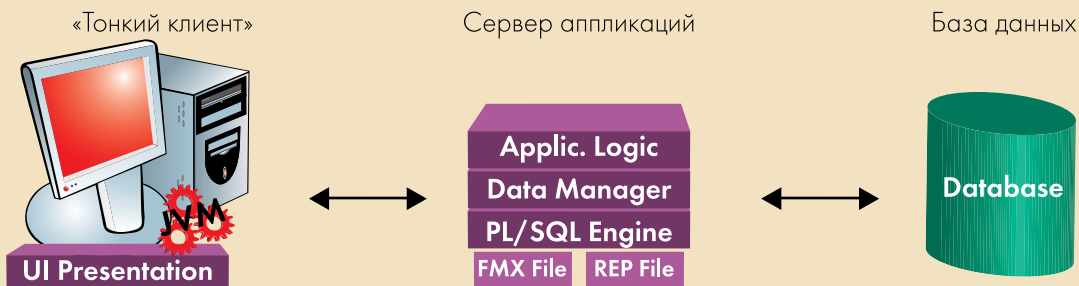 «Тонкий клиент»
Сервер аппликаций
База данных
JVM
UI Presentation
Applic. Logic
Data Manager
PL/SQL Engine
FMX File
REP File
Database